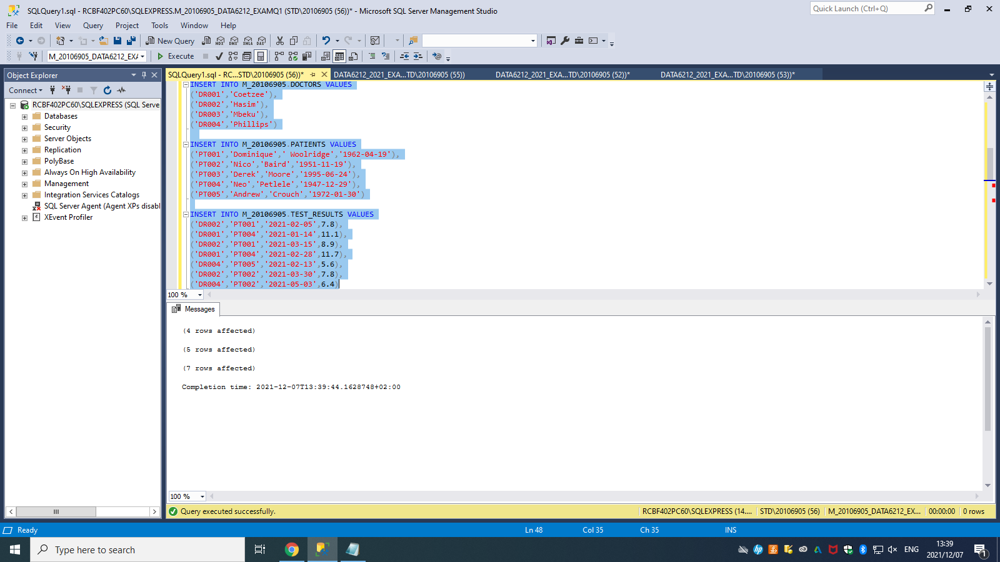 SQLQuery1.sql - RCBF402PC60\SQLEXPRESS.M_20106905_DATA6212_EXAMQ1 (STD\20106905 (56))* - Microsoft SQL Server Management Studio
Quick Launch (Ctrl+Q)
File Edit View Query Project Tools Window Help
New Query
MDX DMX XMLA DAX
M_20106905_DATA6212_EXA
Execute
Object Explorer
SQLQuery1.sql - RC...STD\20106905 (56))*
DATA6212_2021_EXA...TD\20106905 (55))
DATA6212_2021_EXA...TD\20106905 (52))*
DATA6212_2021_EXA...TD\20106905 (53))*
Connect
RCBF402PC60\SQLEXPRESS (SQL Serve
Databases
Security
Server Objects
Replication
PolyBase
Always On High Availability
Management
Integration Services Catalogs
SQL Server Agent (Agent XPs disabl
XEvent Profiler
INSERT INTO M_20106905.DOCTORS VALUES
('DR001','Coetzee'),
('DR002','Hasim'),
('DR003','Mbeku'),
('DR004','Phillips')
INSERT INTO M_20106905.PATIENTS VALUES
('PT001','Dominique',' Woolridge','1962-04-19'),
('PT002','Nico','Baird','1951-11-19'),
('PT003','Derek','Moore','1995-06-24'),
('PT004','Neo','Petlele','1947-12-29'),
('PT005','Andrew','Crouch','1972-01-30')
INSERT INTO M_20106905.TEST_RESULTS VALUES
('DR002','PT001','2021-02-05',7.8),
('DR001','PT004','2021-01-14',11.1),
('DR002','PT001','2021-03-15',8.9),
('DR001','PT004','2021-02-28',11.7),
('DR004','PT005','2021-02-13',5.6),
('DR002','PT002','2021-03-30',7.8),
('DR004','PT002','2021-05-03',6.4)
100 %
Messages
(4 rows affected)
(5 rows affected)
(7 rows affected)
Completion time: 2021-12-07T13:39:44.1628748+02:00
100 %
Query executed successfully.
RCBF402PC60\SQLEXPRESS (14....
STD\20106905 (56)
M_20106905_DATA6212_EXA...
00:00:00
0 rows
Ready
Ln 48
Col 35
Ch 35
INS
Type here to search
ENG
13:39
2021/12/07
1